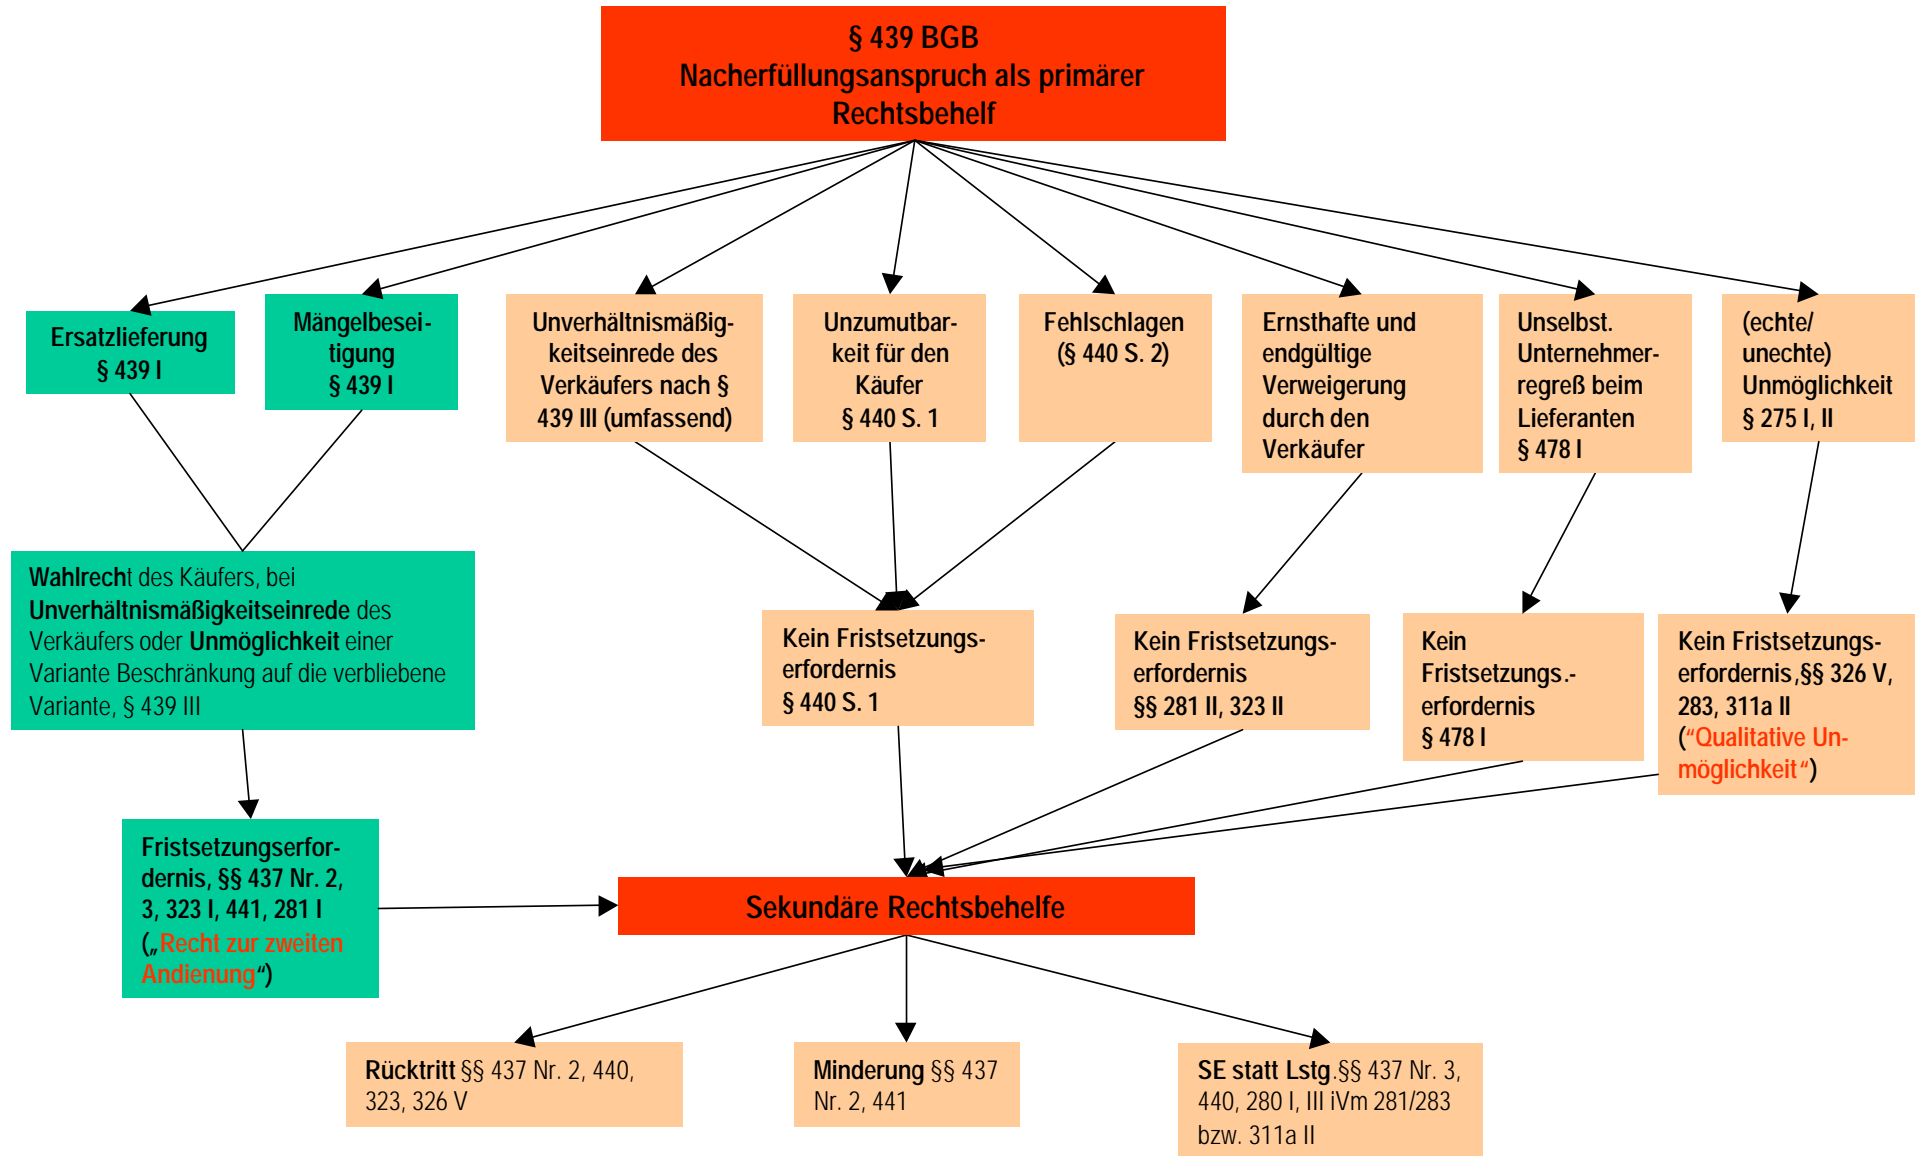 § 439 BGB
Nacherfüllungsanspruch als primärer
Rechtsbehelf
Ersatzlieferung
§ 439 I
Mängelbesei-
tigung
§ 439 I
Unverhältnismäßig-
keitseinrede des
Verkäufers nach §
439 III (umfassend)
Unzumutbar-
keit für den
Käufer
§ 440 S. 1
Fehlschlagen
(§ 440 S. 2)
Ernsthafte und
endgültige
Verweigerung
durch den
Verkäufer
Unselbst.
Unternehmer-
regreß beim
Lieferanten
§ 478 I
(echte/
unechte)
Unmöglichkeit
§ 275 I, II
Wahlrecht des Käufers, bei
Unverhältnismäßigkeitseinrede des
Verkäufers oder Unmöglichkeit einer
Variante Beschränkung auf die verbliebene
Variante, § 439 III
Kein Fristsetzungs-
erfordernis
§ 440 S. 1
Kein Fristsetzungs-
erfordernis
§§ 281 II, 323 II
Kein
Fristsetzungs.-
erfordernis
§ 478 I
Kein Fristsetzungs-
erfordernis,§§ 326 V,
283, 311a II
(“Qualitative Un-
möglichkeit“)
Fristsetzungserfor-
dernis, §§ 437 Nr. 2,
3, 323 I, 441, 281 I
(„Recht zur zweiten
Andienung“)
Sekundäre Rechtsbehelfe
Rücktritt §§ 437 Nr. 2, 440,
323, 326 V
Minderung §§ 437
Nr. 2, 441
SE statt Lstg.§§ 437 Nr. 3,
440, 280 I, III iVm 281/283
bzw. 311a II